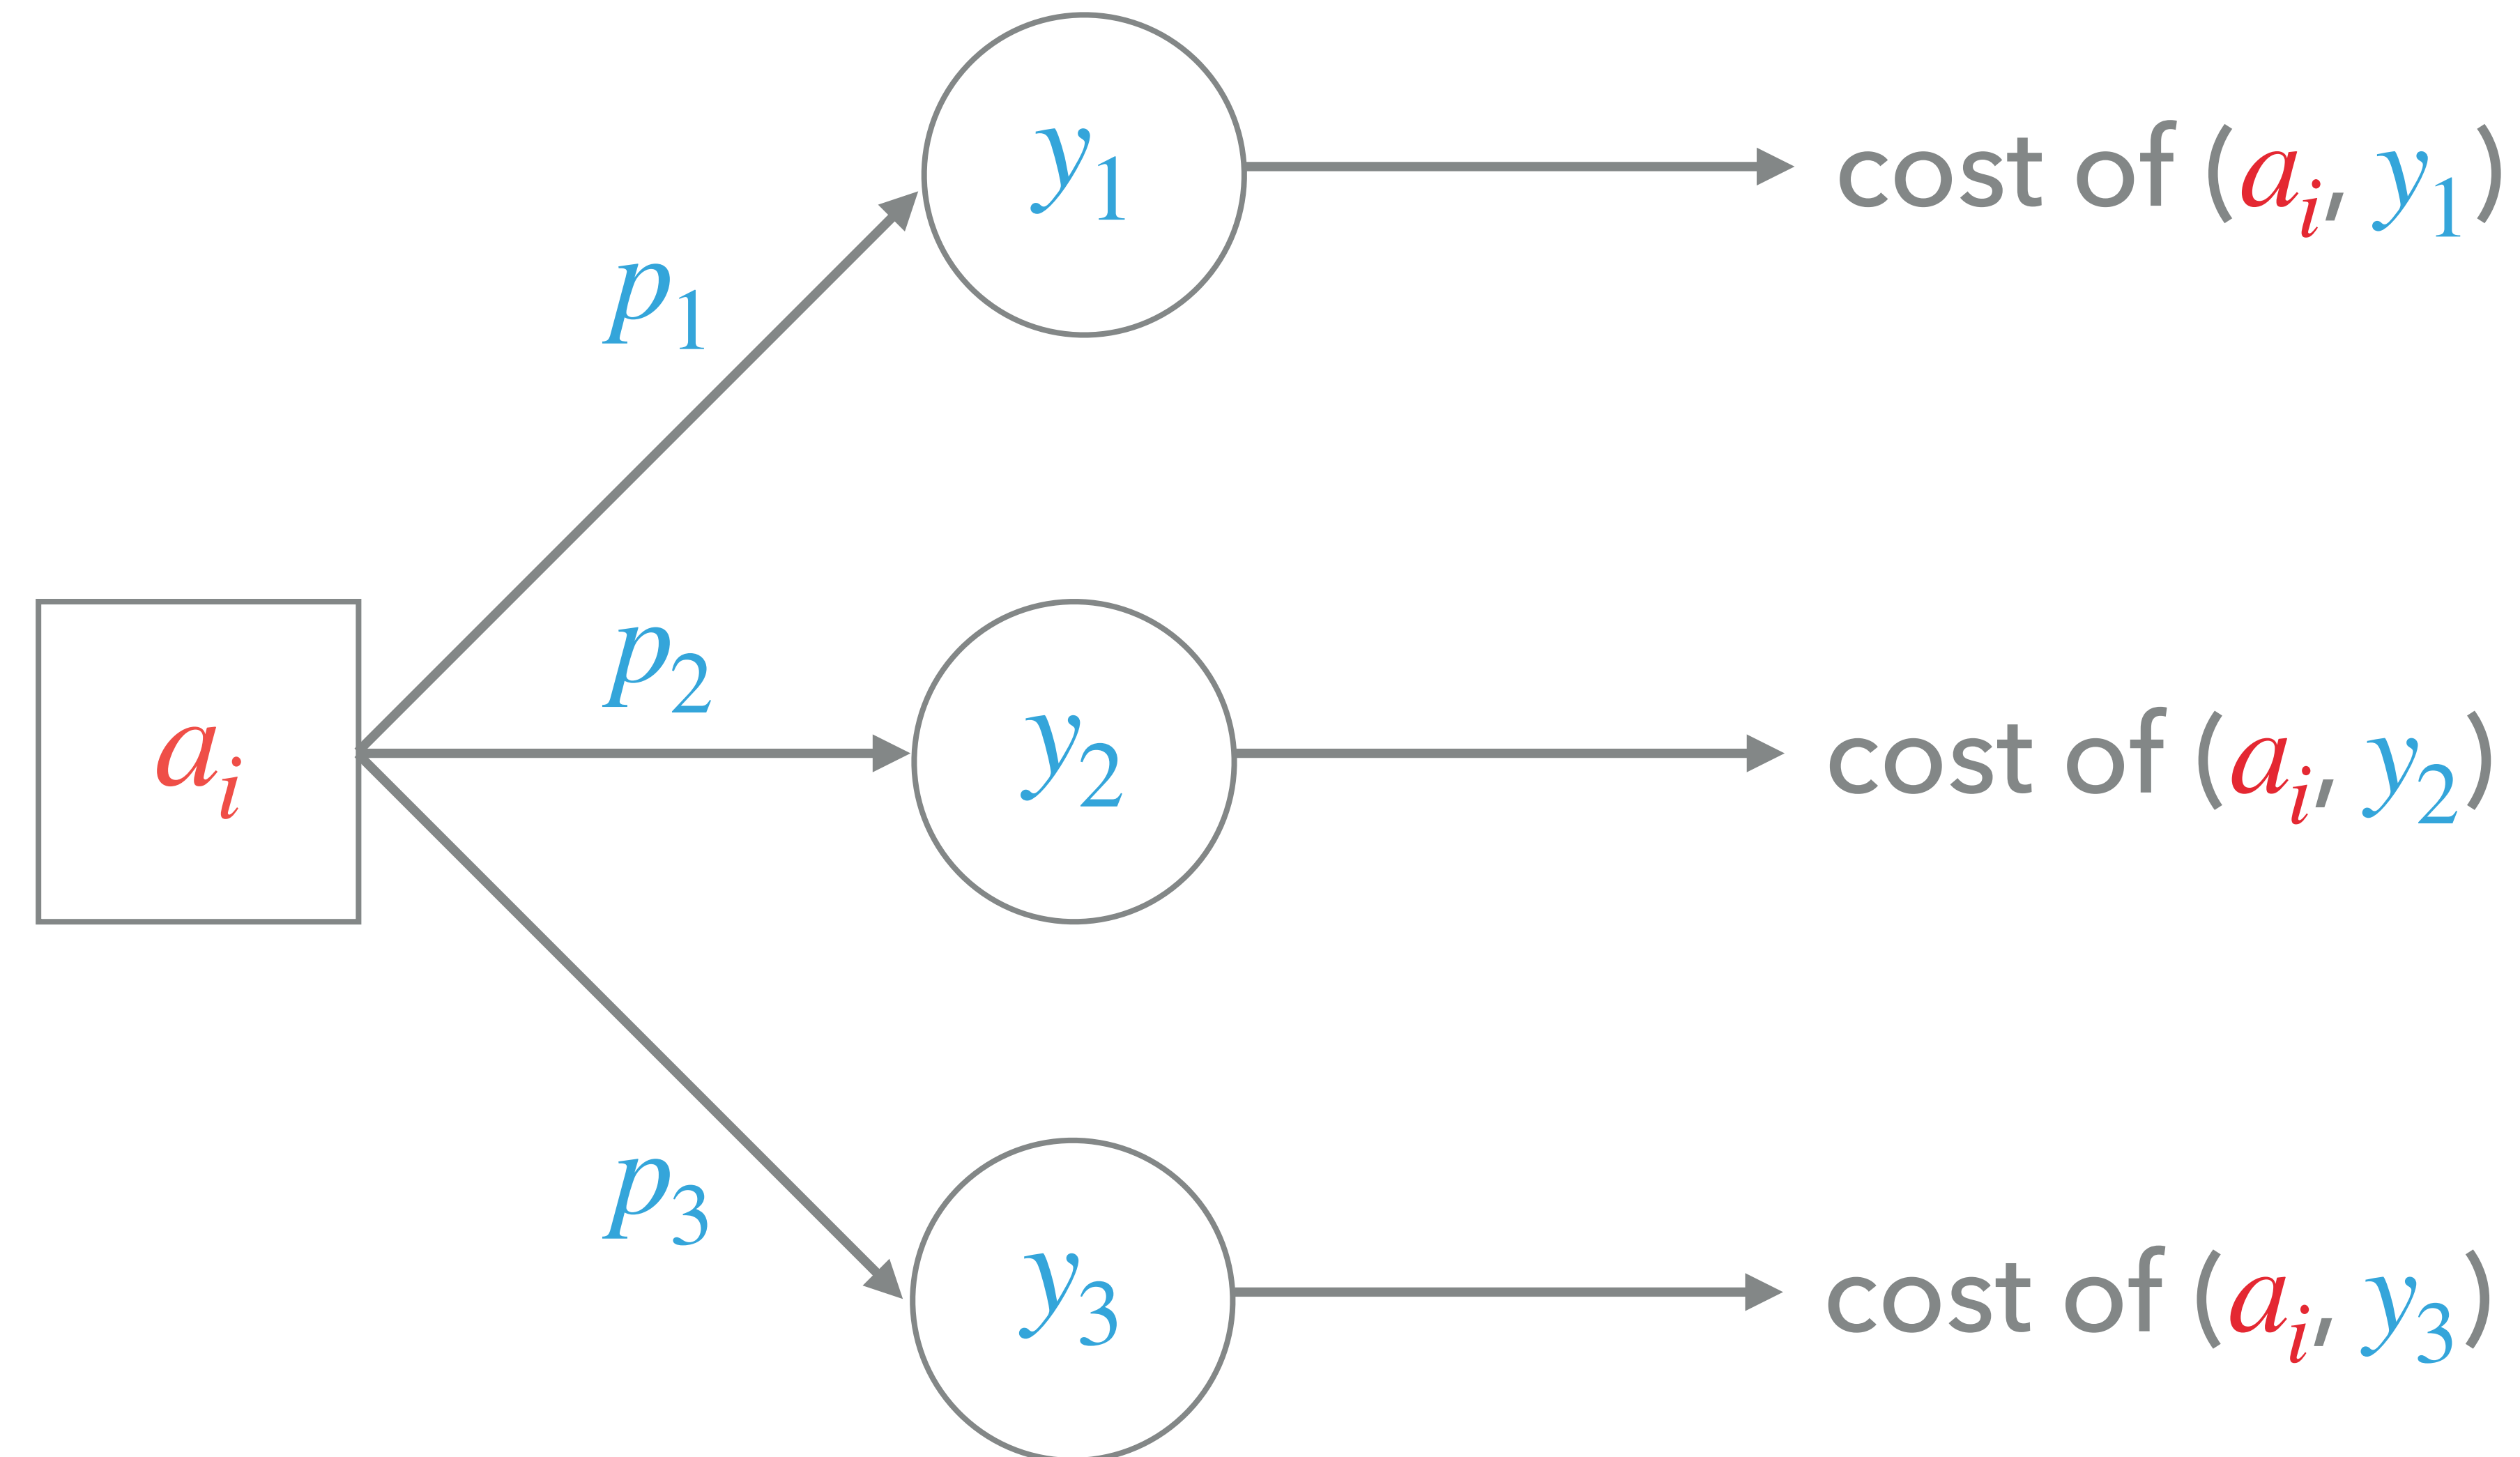 y₁
cost of (aᵢ, y₁)
p₁
p₂
aᵢ
y₂
cost of (aᵢ, y₂)
p₃
y₃
cost of (aᵢ, y₃)